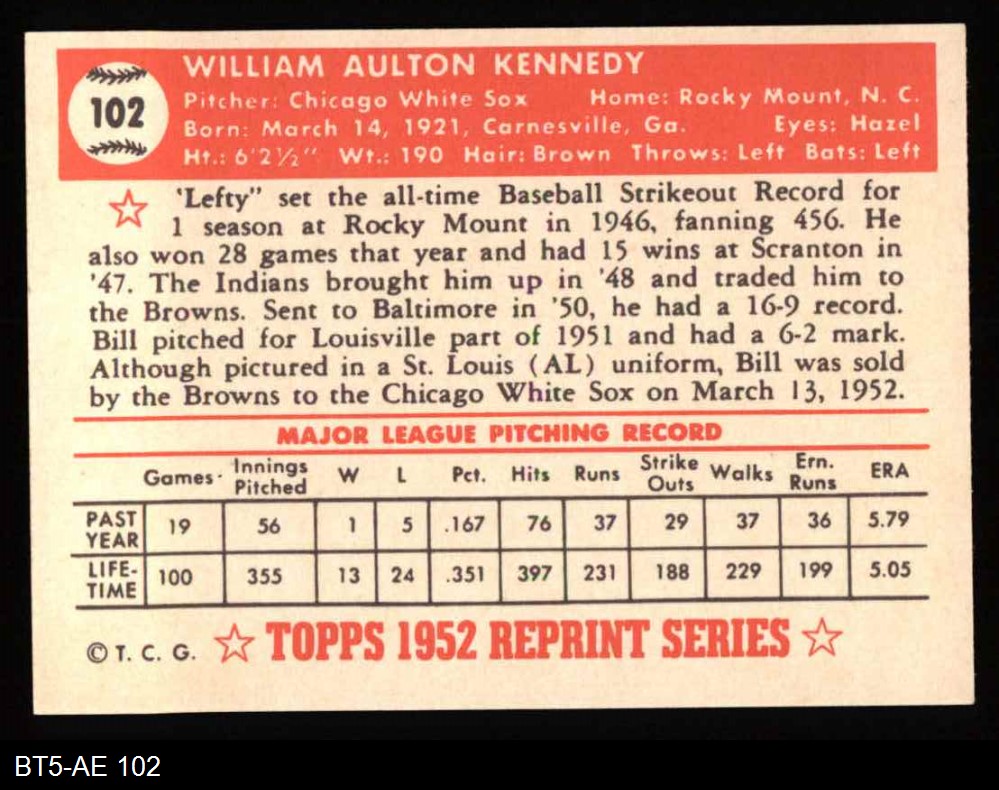 102
WILLIAM AULTON KENNEDY
Pitcher: Chicago White Sox Home: Rocky Mount, N. C.
Born: March 14, 1921, Carnesville, Ga. Eyes: Hazel
Ht.: 6'2½" Wt.: 190 Hair: Brown Throws: Left Bats: Left
'Lefty" set the all-time Baseball Strikeout Record for
1 season at Rocky Mount in 1946, fanning 456. He
also won 28 games that year and had 15 wins at Scranton in
'47. The Indians brought him up in '48 and traded him to
the Browns. Sent to Baltimore in '50, he had a 16-9 record.
Bill pitched for Louisville part of 1951 and had a 6-2 mark.
Although pictured in a St. Louis (AL) uniform, Bill was sold
by the Browns to the Chicago White Sox on March 13, 1952.
MAJOR LEAGUE PITCHING RECORD
Games Innings Pitched W L Pct. Hits Runs Strike Outs Walks Ern. Runs ERA
PAST YEAR 19 56 1 5 .167 76 37 29 37 36 5.79
LIFE-TIME 100 355 13 24 .351 397 231 188 229 199 5.05
© T. C. G. TOPPS 1952 REPRINT SERIES
BT5-AE 102